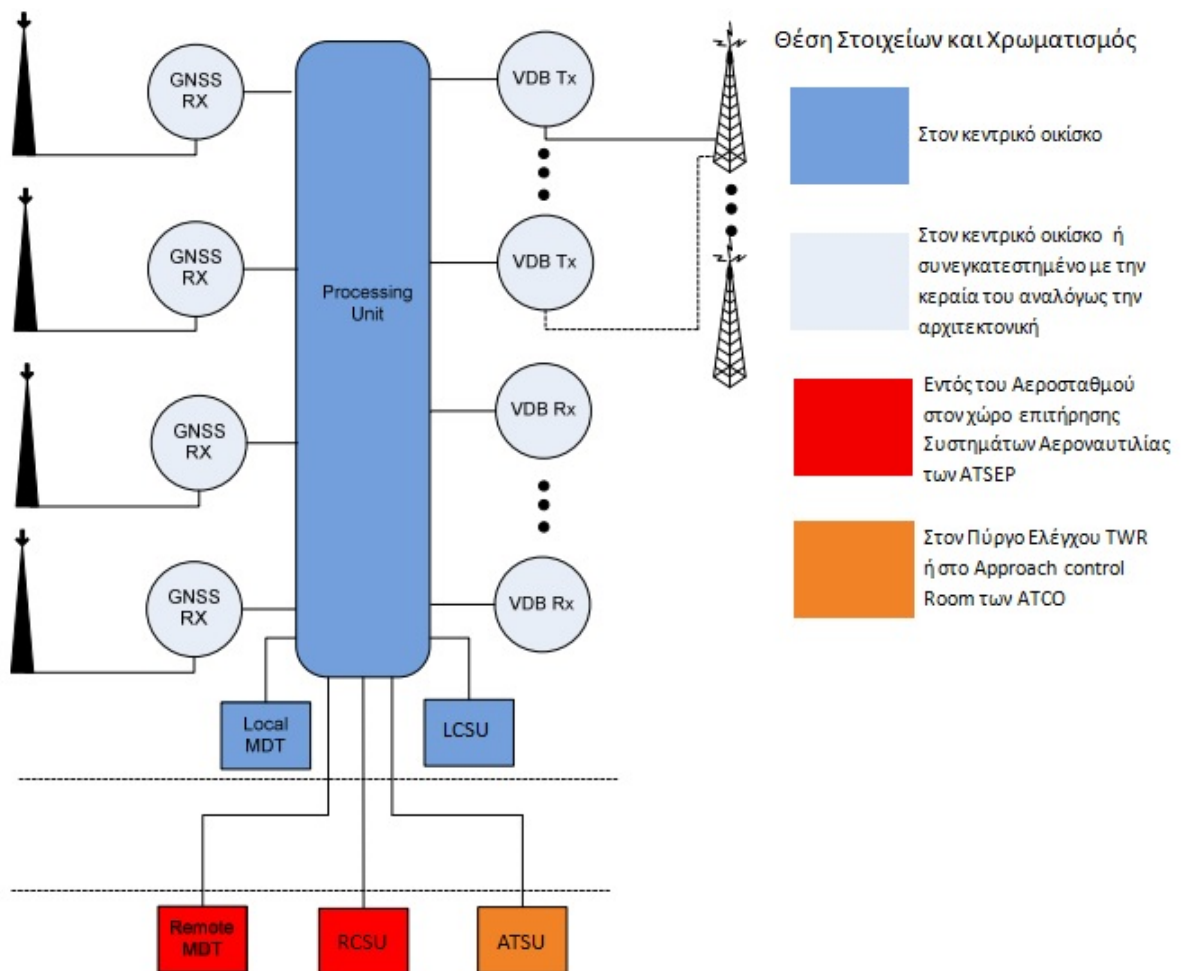 GNSS
RX
VDB Tx
GNSS
RX
VDB Tx
Processing
Unit
GNSS
RX
VDB Rx
GNSS
RX
VDB Rx
Local
MDT
LCSU
Remote
MDT
RCSU
ATSU
Θέση Στοιχείων και Χρωματισμός
Στον κεντρικό οικίσκο
Στον κεντρικό οικίσκο ή
συνεγκατεστημένο με την
κεραία του αναλόγως την
αρχιτεκτονική
Εντός του Αεροσταθμού
στον χώρο επιτήρησης
Συστημάτων Αεροναυτιλίας
των ATSEP
Στον Πύργο Ελέγχου TWR
ή στο Approach control
Room των ATCO